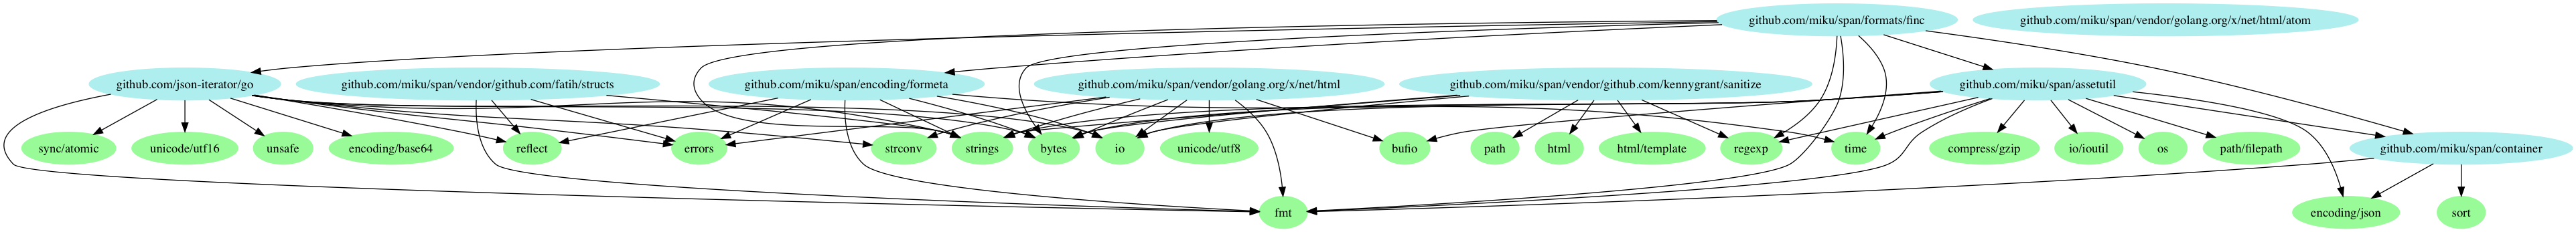 github.com/miku/span/formats/finc
github.com/miku/span/vendor/golang.org/x/net/html/atom
github.com/json-iterator/go
github.com/miku/span/vendor/github.com/fatih/structs
github.com/miku/span/encoding/formeta
github.com/miku/span/vendor/golang.org/x/net/html
github.com/miku/span/vendor/github.com/kennygrant/sanitize
github.com/miku/span/assetutil
sync/atomic
unicode/utf16
unsafe
encoding/base64
reflect
errors
strconv
strings
bytes
io
unicode/utf8
bufio
path
html
html/template
regexp
time
compress/gzip
io/ioutil
os
path/filepath
github.com/miku/span/container
fmt
encoding/json
sort